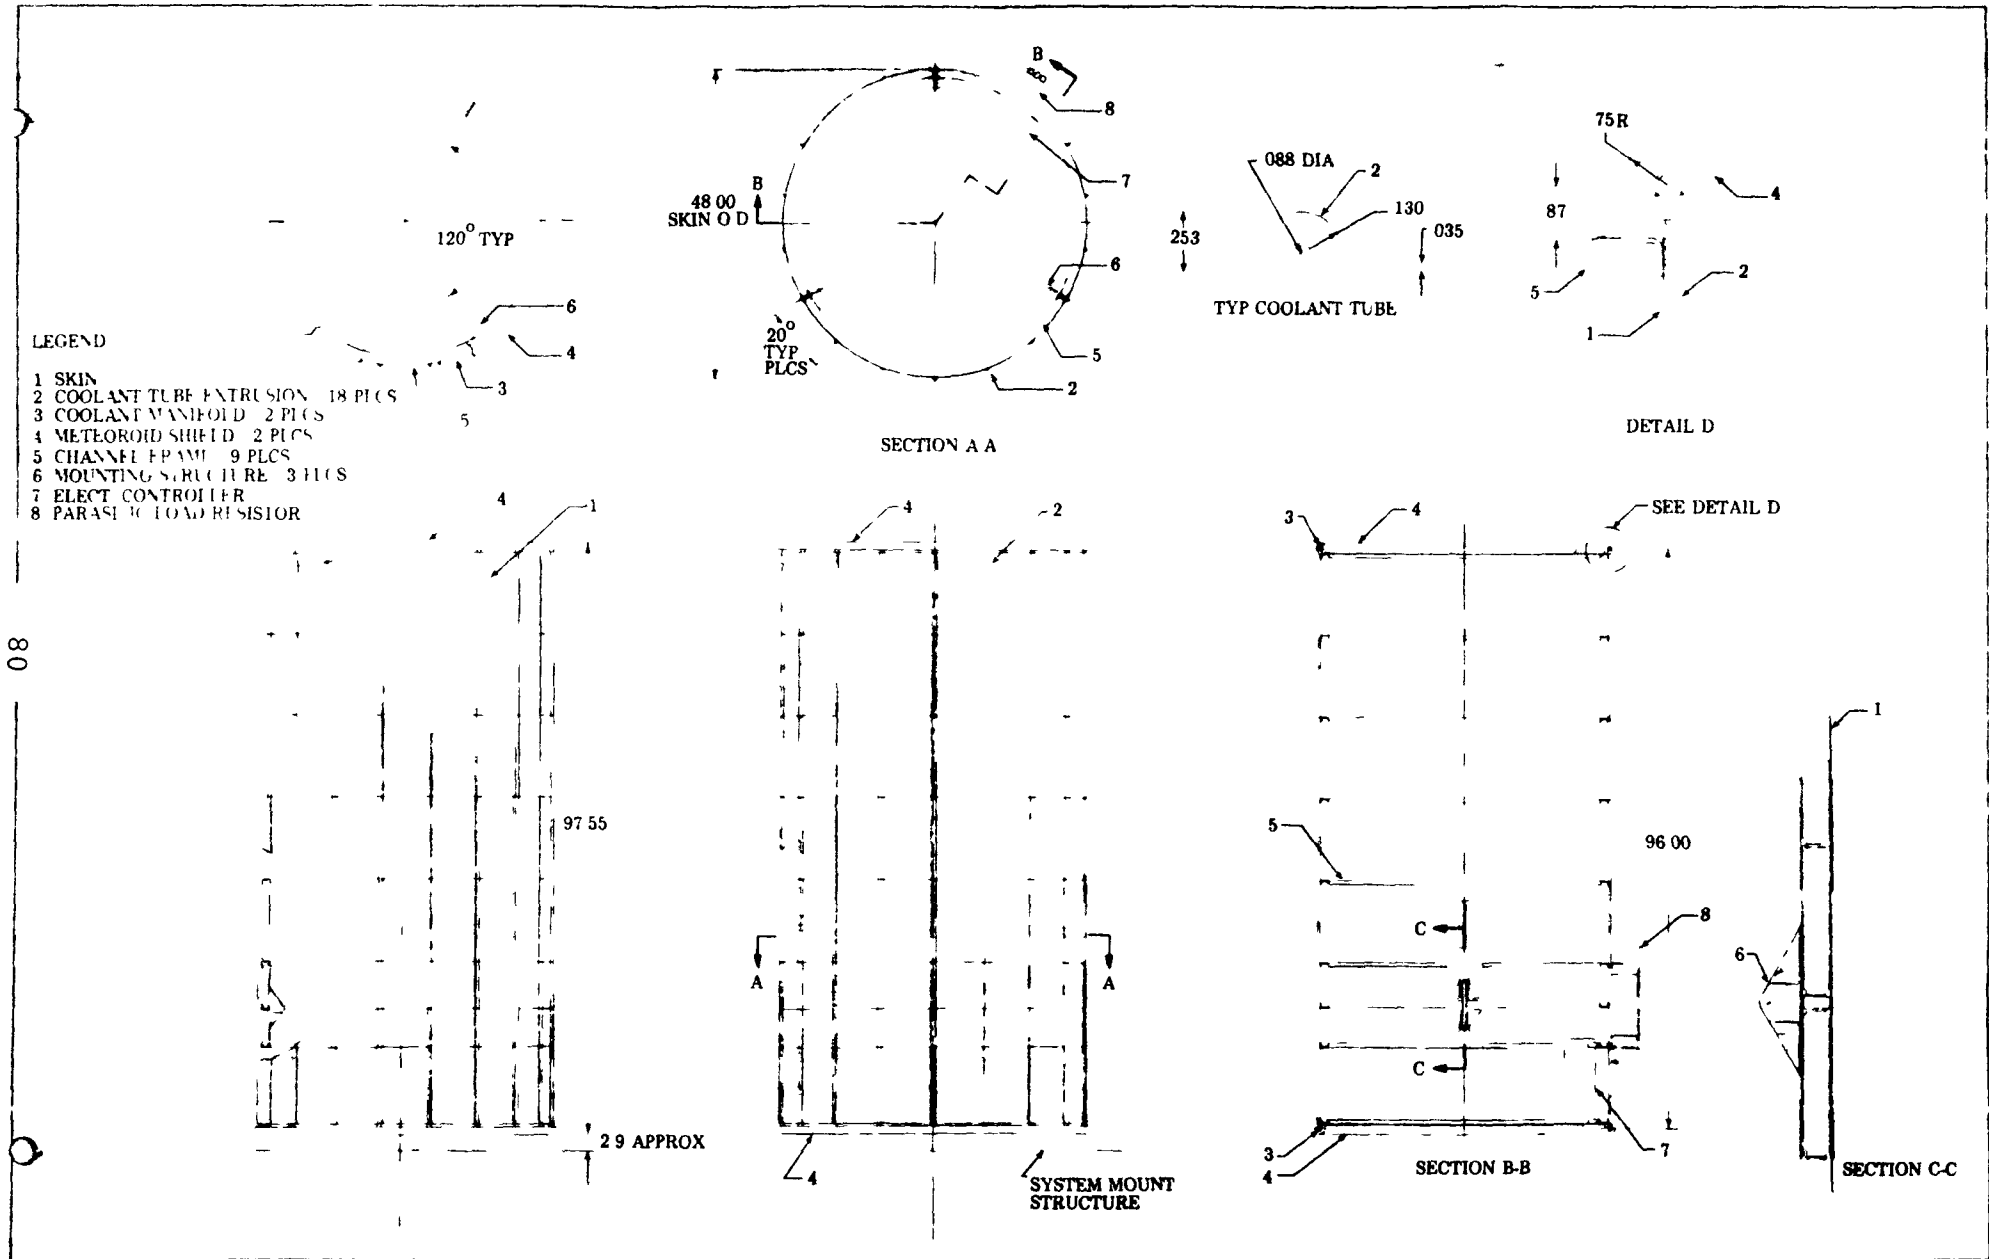 B
8
75R
088 DIA
2
7
4
B
48 00
SKIN O D
130
87
120° TYP
253
035
6
5
2
TYP COOLANT TUBE
1
6
4
3
5
20°
TYP
PLCS
5
2
SECTION A A
DETAIL D
LEGEND
1 SKIN
2 COOLANT TUBE EXTRUSION 18 PLCS
3 COOLANT MANIFOLD 2 PLCS
4 METEOROID SHIELD 2 PLCS
5 CHANNEL FRAME 9 PLCS
6 MOUNTING STRUCTURE 3 PLCS
7 ELECT CONTROLLER
8 PARASITIC LOAD RESISTOR
4
1
4
2
3
4
SEE DETAIL D
80
1
97 55
5
96 00
C
8
6
A
A
C
2 9 APPROX
4
SYSTEM MOUNT
STRUCTURE
3
4
7
SECTION B-B
SECTION C-C